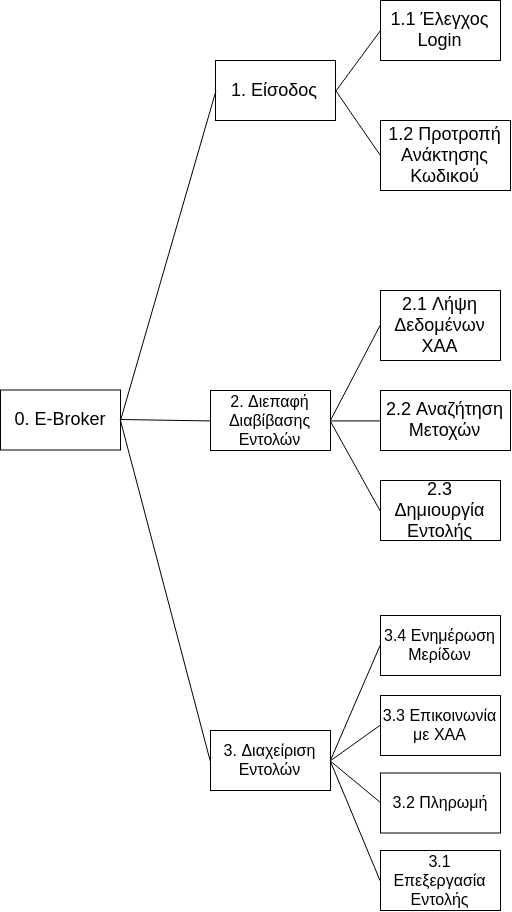 1.1 Έλεγχος
Login
1. Είσοδος
1.2 Προτροπή
Ανάκτησης
Κωδικού
2.1 Λήψη
Δεδομένων
ΧΑΑ
0. E-Broker
2. Διεπαφή
Διαβίβασης
Εντολών
2.2 Αναζήτηση
Μετοχών
2.3
Δημιουργία
Εντολής
3.4 Ενημέρωση
Μερίδων
3.3 Επικοινωνία
με ΧΑΑ
3. Διαχείριση
Εντολών
3.2 Πληρωμή
3.1
Επεξεργασία
Εντολής